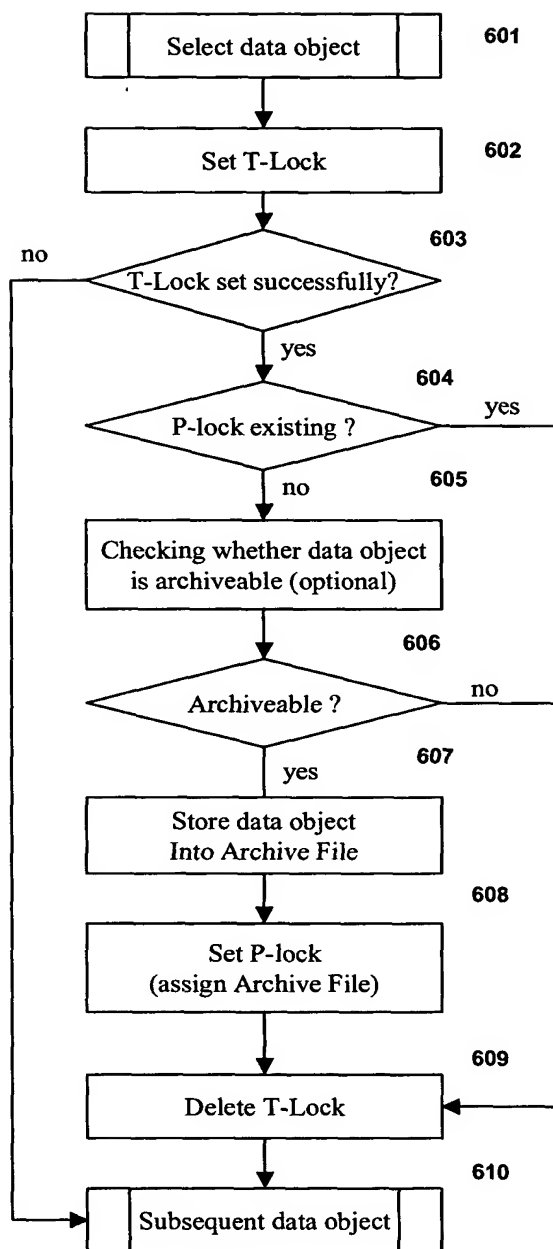 Select data object
601
Set T-Lock
602
603
no
T-Lock set successfully?
yes
604
P-lock existing ?
yes
no
605
Checking whether data object
is archiveable (optional)
606
Archiveable ?
no
yes
607
Store data object
Into Archive File
608
Set P-lock
(assign Archive File)
609
Delete T-Lock
610
Subsequent data object